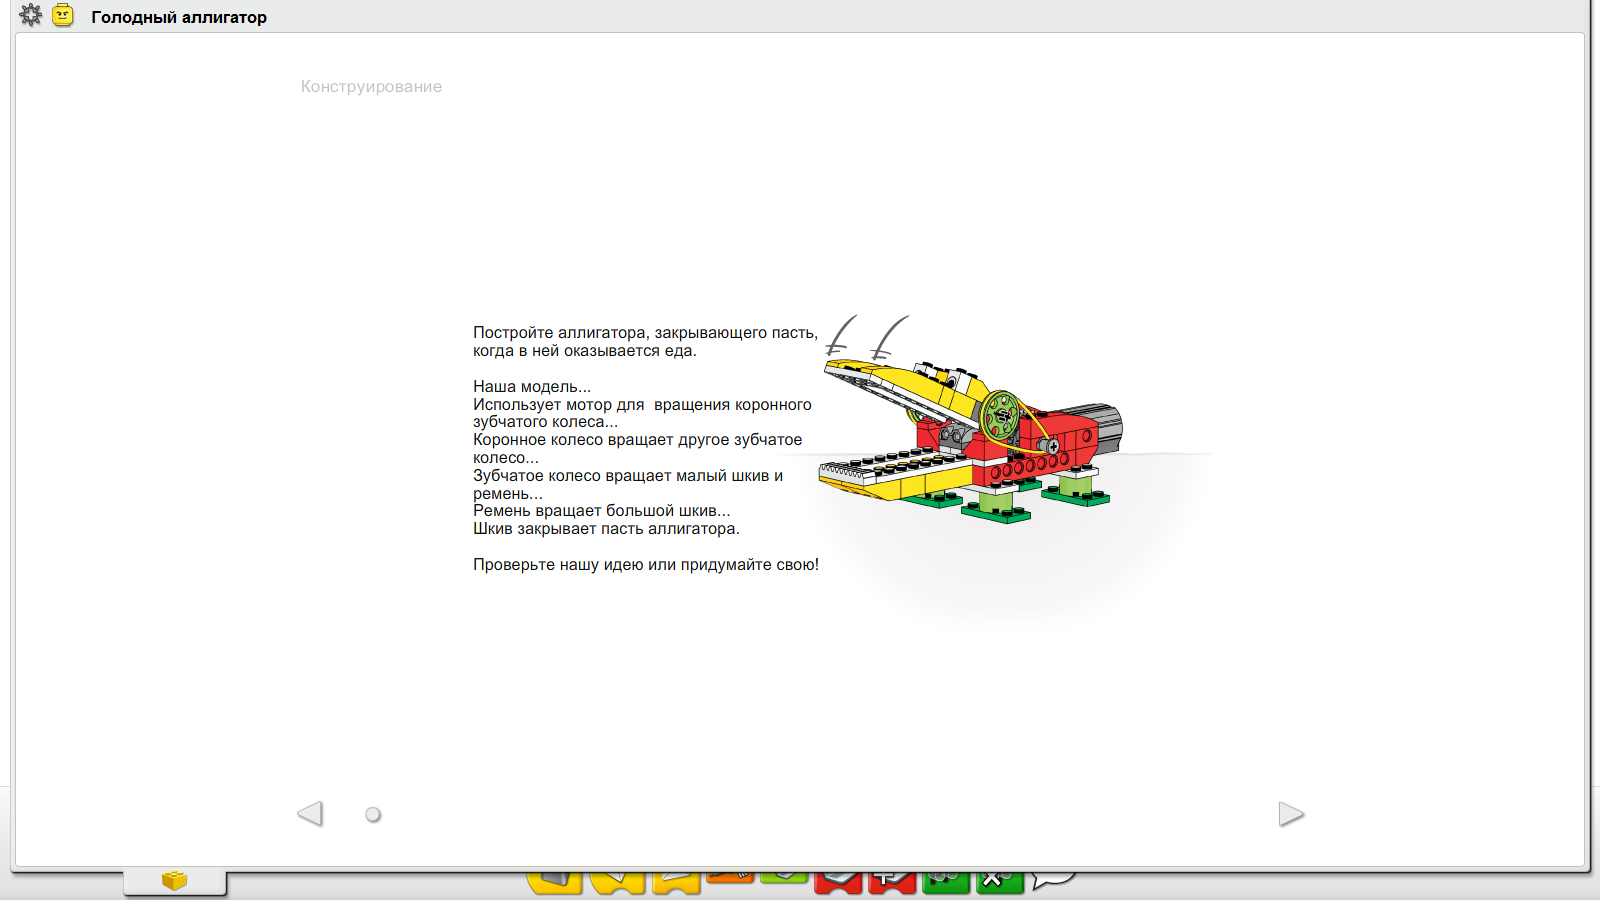 Голодный аллигатор
Конструирование
Постройте аллигатора, закрывающего пасть,
когда в ней оказывается еда.
Наша модель...
Использует мотор для  вращения коронного
зубчатого колеса...
Коронное колесо вращает другое зубчатое
колесо...
Зубчатое колесо вращает малый шкив и
ремень...
Ремень вращает большой шкив...
Шкив закрывает пасть аллигатора.
Проверьте нашу идею или придумайте свою!